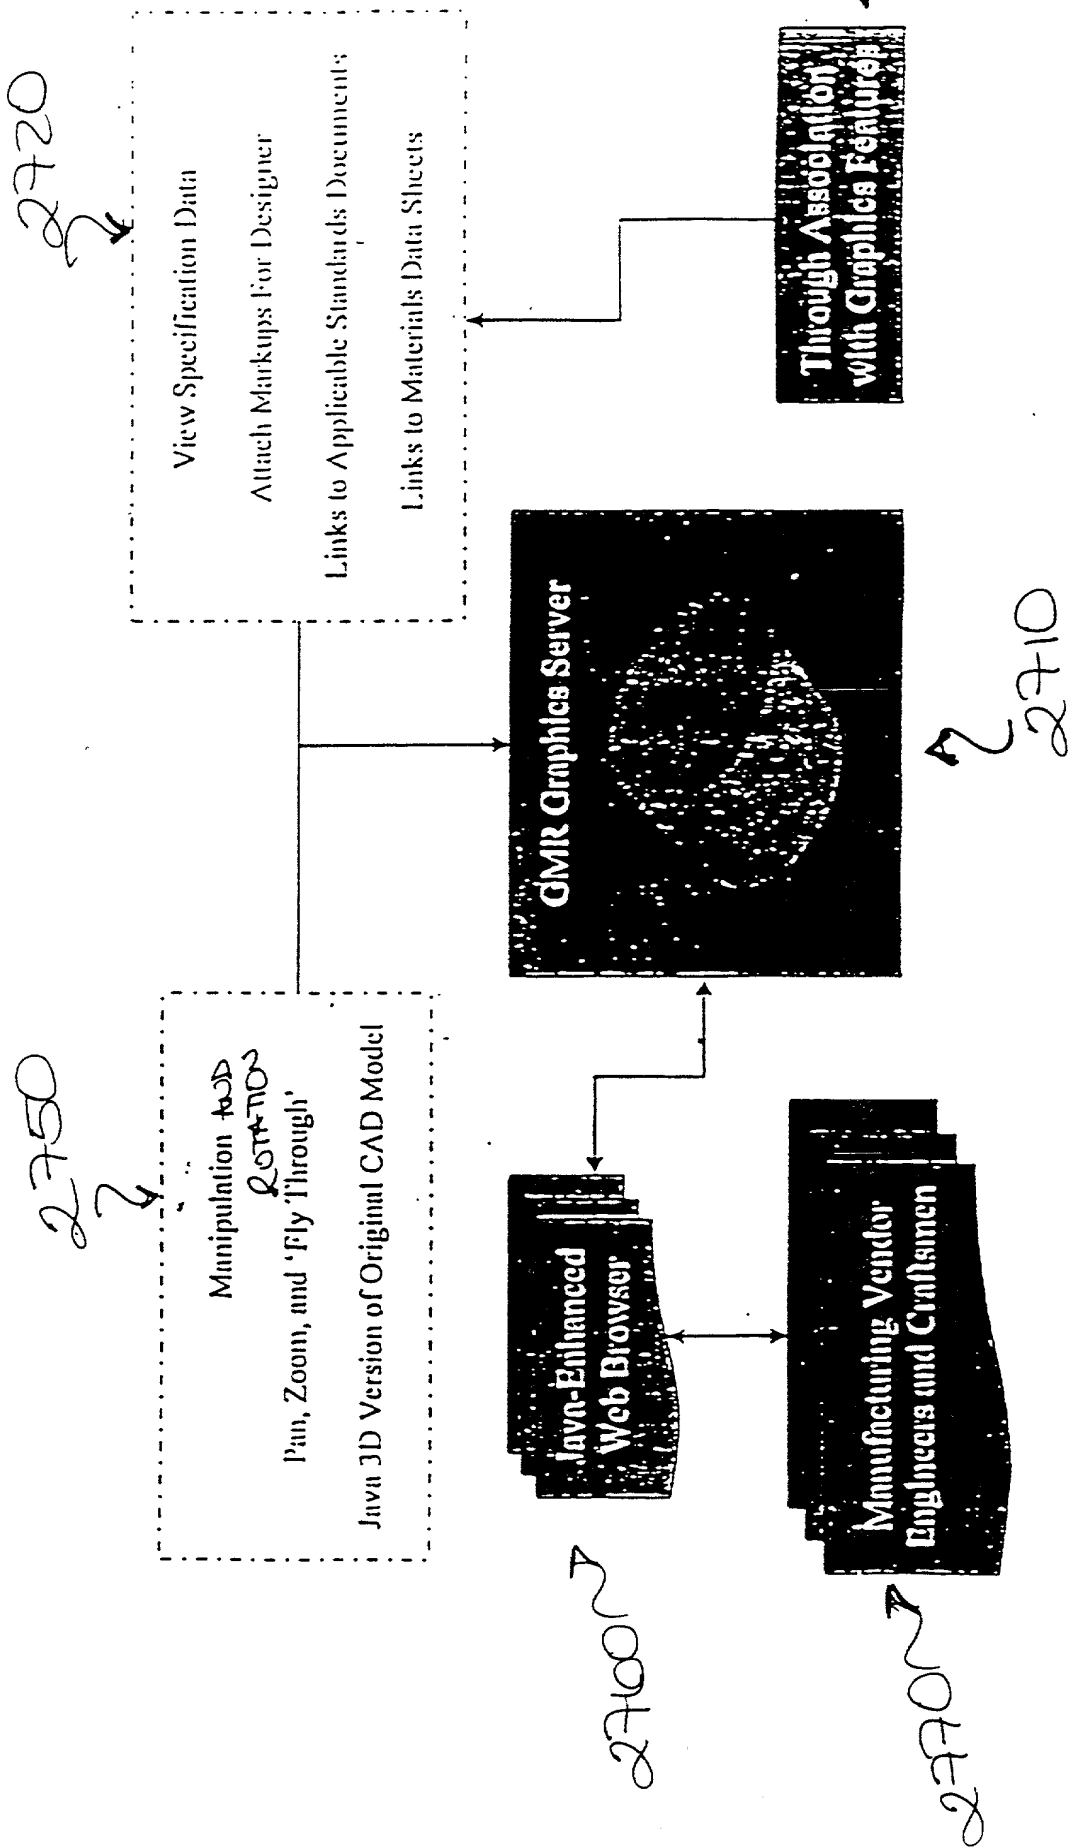 2750
Manipulation AND
ROTATION
Pan, Zoom, and 'Fly Through'
Java 3D Version of Original CAD Model
2720
View Specification Data
Attach Markups For Designer
Links to Applicable Standards Documents
Links to Materials Data Sheets
2760
Java-Enhanced
Web Browser
GMR Graphics Server
2710
Through Association
with Graphics Features
2770
Manufacturing Vendor
Engineers and Craftsmen